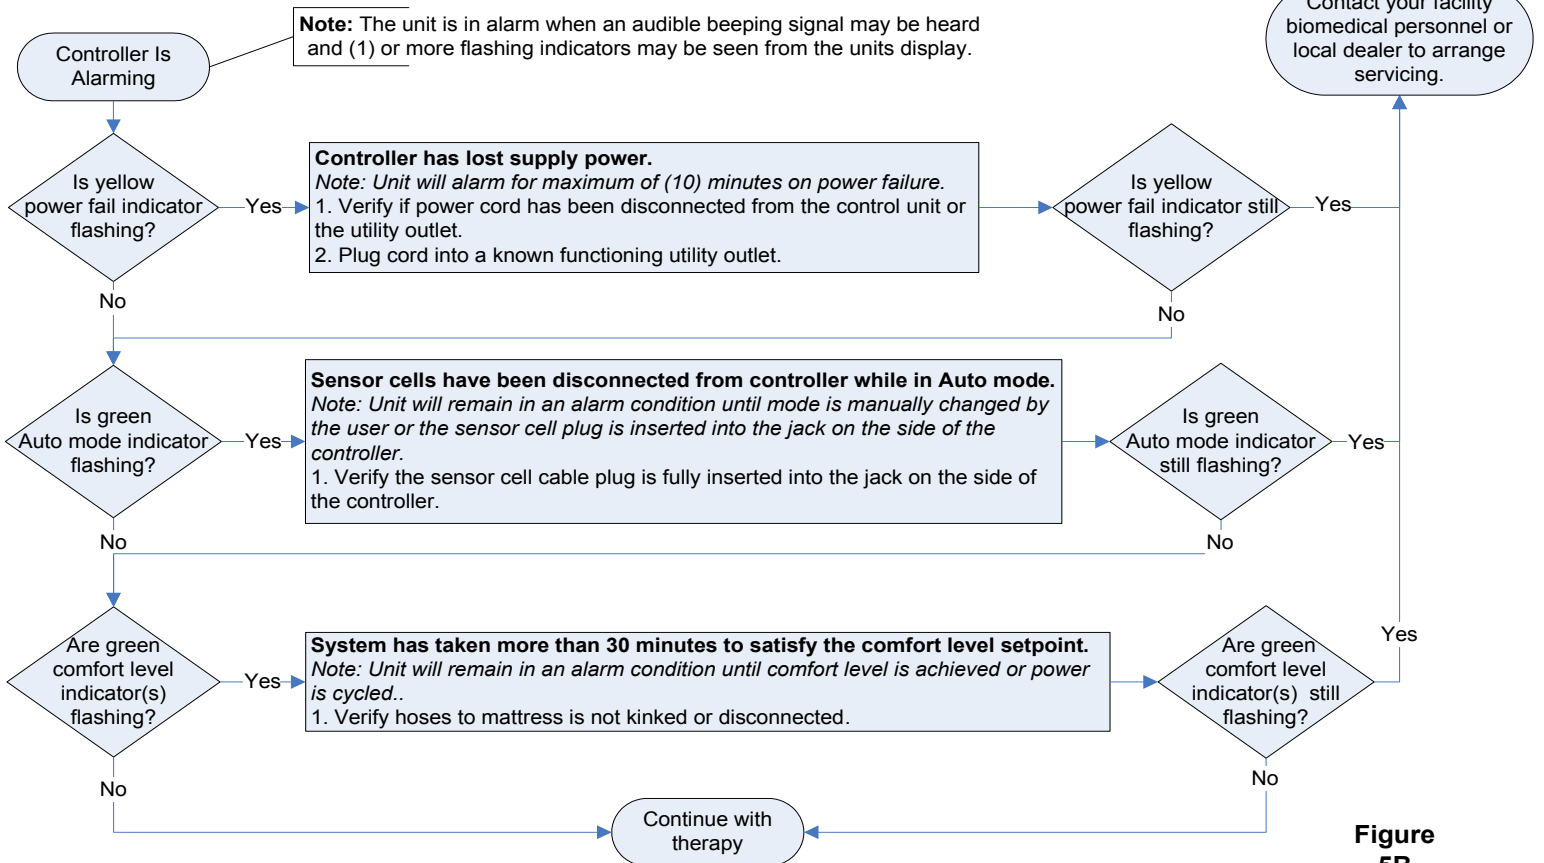 Note: The unit is in alarm when an audible beeping signal may be heard
and (1) or more flashing indicators may be seen from the units display.
Contact your facility
biomedical personnel or
local dealer to arrange
servicing.
Controller Is
Alarming
Is yellow
power fail indicator
flashing?
Yes
Controller has lost supply power.
Note: Unit will alarm for maximum of (10) minutes on power failure.
1. Verify if power cord has been disconnected from the control unit or
the utility outlet.
2. Plug cord into a known functioning utility outlet.
Is yellow
power fail indicator still
flashing?
Yes
No
No
Is green
Auto mode indicator
flashing?
Yes
Sensor cells have been disconnected from controller while in Auto mode.
Note: Unit will remain in an alarm condition until mode is manually changed by
the user or the sensor cell plug is inserted into the jack on the side of the
controller.
1. Verify the sensor cell cable plug is fully inserted into the jack on the side of
the controller.
Is green
Auto mode indicator
still flashing?
Yes
No
No
Are green
comfort level
indicator(s)
flashing?
Yes
System has taken more than 30 minutes to satisfy the comfort level setpoint.
Note: Unit will remain in an alarm condition until comfort level is achieved or power
is cycled..
1. Verify hoses to mattress is not kinked or disconnected.
Are green
comfort level
indicator(s) still
flashing?
Yes
No
No
Continue with
therapy
Figure
5B